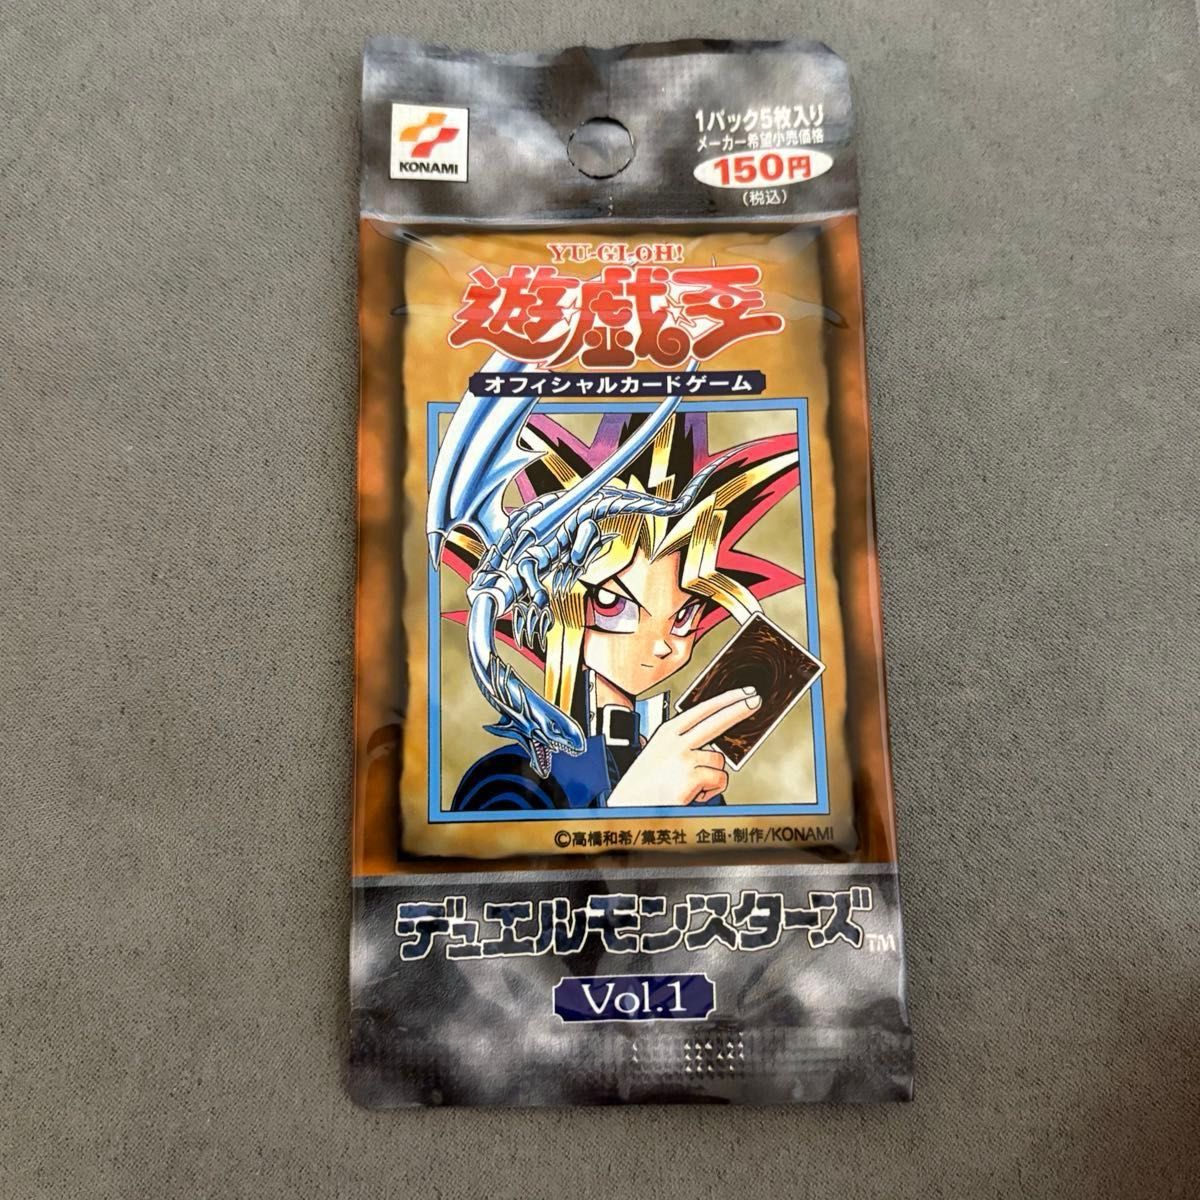 KONAMI
1パック5枚入り
メーカー希望小売価格
150円
(税込)
YU-GI-OH!
遊戯王
オフィシャルカードゲーム
©高橋和希/集英社 企画・制作/KONAMI
デュエルモンスターズ™
Vol.1